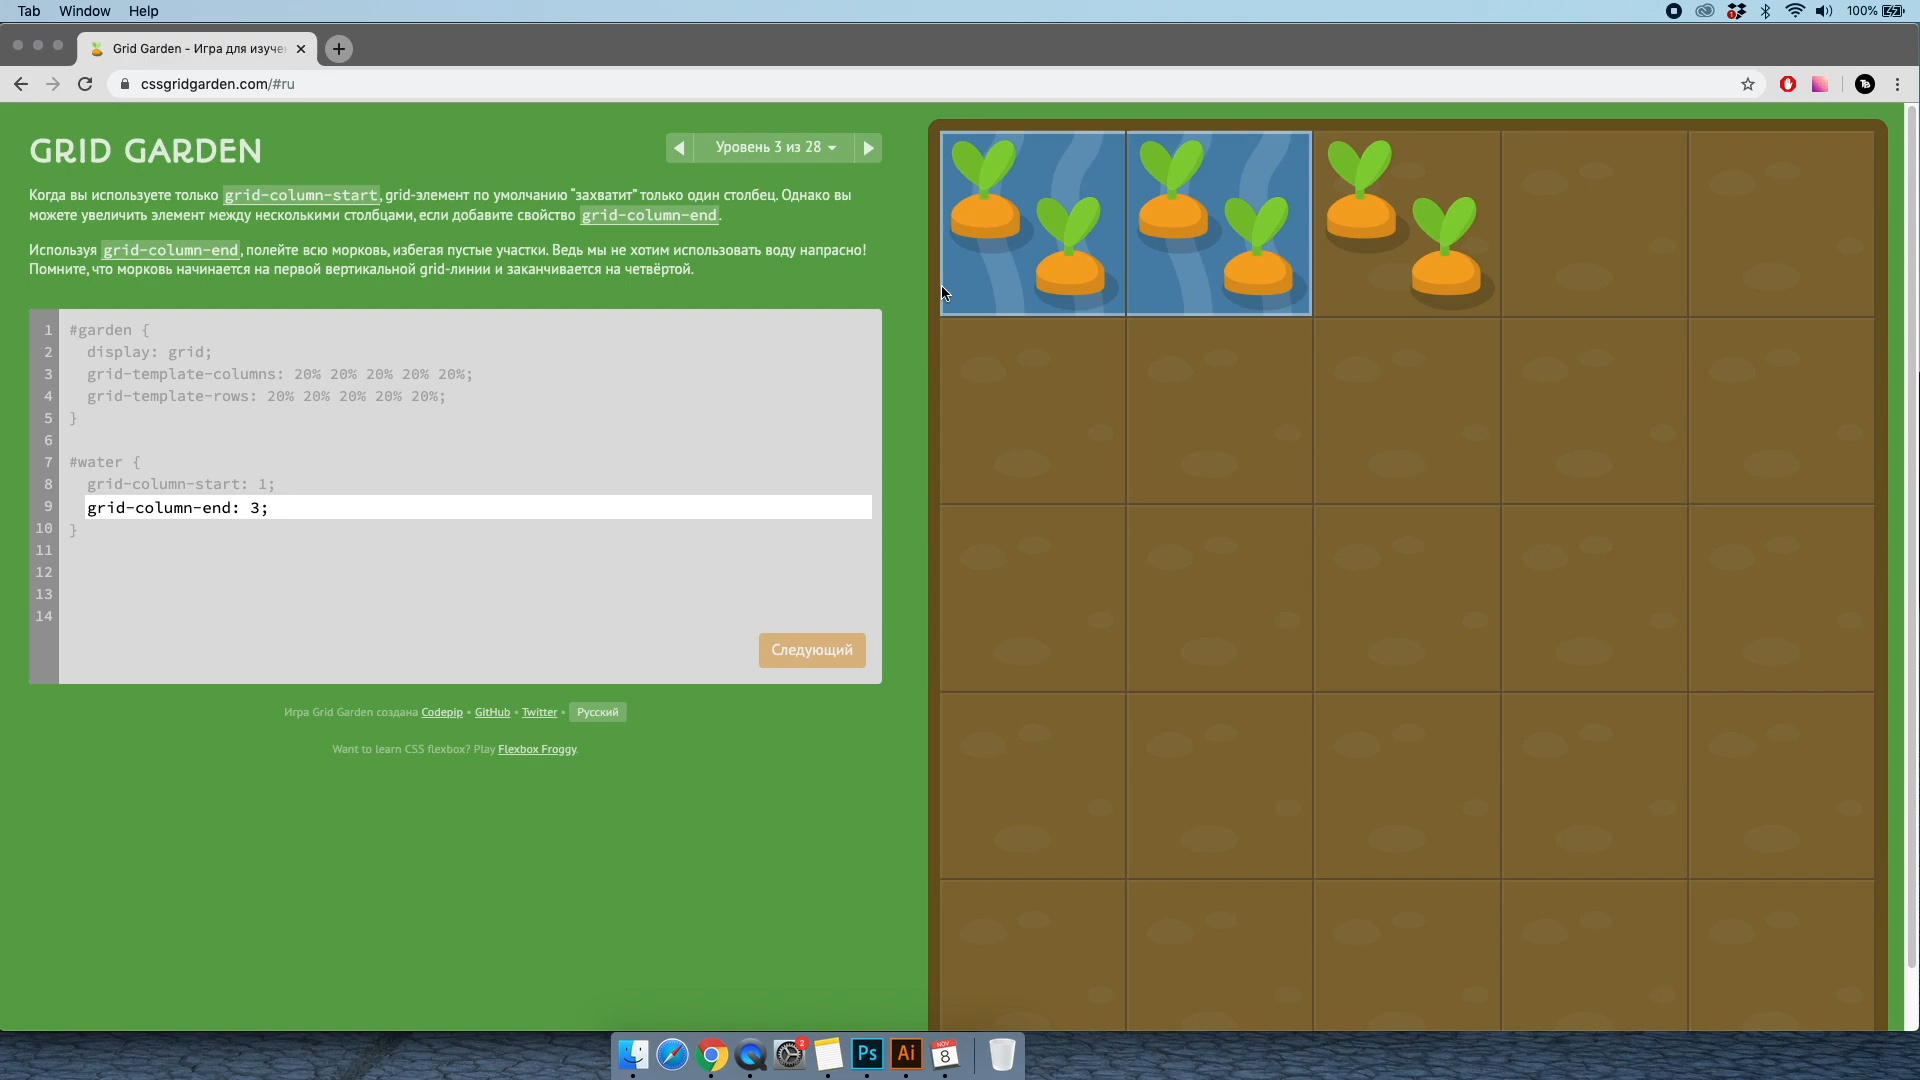 Tab Window Help
1
100%
Grid Garden - Игра для изуче
cssgridgarden.com/#ru
GRID GARDEN
Уровень 3 из 28
Когда вы используете только grid-column-start, grid-элемент по умолчанию "захватит" только один столбец. Однако вы
можете увеличить элемент между несколькими столбцами, если добавите свойство grid-column-end.
Используя grid-column-end, полейте всю морковь, избегая пустые участки. Ведь мы не хотим использовать воду напрасно!
Помните, что морковь начинается на первой вертикальной grid-линии и заканчивается на четвёртой.
1 #garden {
2 display: grid;
3 grid-template-columns: 20% 20% 20% 20% 20%;
4 grid-template-rows: 20% 20% 20% 20% 20%;
5 }
6
7 #water {
8 grid-column-start: 1;
9 grid-column-end: 3;
10 }
11
12
13
14
Следующий
Игра Grid Garden создана Codepip • GitHub • Twitter • Русский
Want to learn CSS flexbox? Play Flexbox Froggy.
2
Ps
Ai
NOV
8